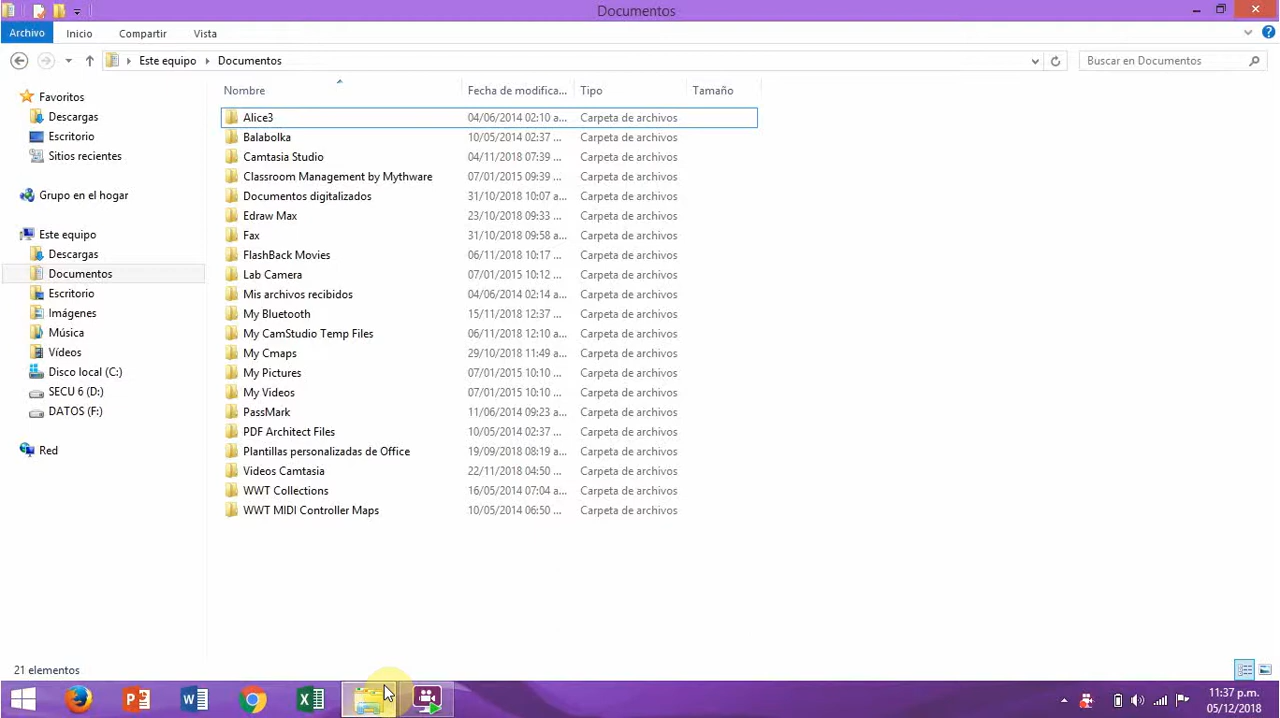 Documentos
Archivo Inicio Compartir Vista
Este equipo Documentos Buscar en Documentos
Nombre Fecha de modifica... Tipo Tamaño
Favoritos
Descargas
Escritorio
Sitios recientes
Grupo en el hogar
Este equipo
Descargas
Documentos
Escritorio
Imágenes
Música
Vídeos
Disco local (C:)
SECU 6 (D:)
DATOS (F:)
Red
Alice3 04/06/2014 02:10 a... Carpeta de archivos
Balabolka 10/05/2014 02:37 ... Carpeta de archivos
Camtasia Studio 04/11/2018 07:39 ... Carpeta de archivos
Classroom Management by Mythware 07/01/2015 09:39 ... Carpeta de archivos
Documentos digitalizados 31/10/2018 10:07 a... Carpeta de archivos
Edraw Max 23/10/2018 09:33 ... Carpeta de archivos
Fax 31/10/2018 09:58 a... Carpeta de archivos
FlashBack Movies 06/11/2018 10:17 ... Carpeta de archivos
Lab Camera 07/01/2015 10:12 ... Carpeta de archivos
Mis archivos recibidos 04/06/2014 02:14 a... Carpeta de archivos
My Bluetooth 15/11/2018 12:37 ... Carpeta de archivos
My CamStudio Temp Files 06/11/2018 12:10 ... Carpeta de archivos
My Cmaps 29/10/2018 11:49 a... Carpeta de archivos
My Pictures 07/01/2015 10:10 ... Carpeta de archivos
My Videos 07/01/2015 10:10 ... Carpeta de archivos
PassMark 11/06/2014 09:23 a... Carpeta de archivos
PDF Architect Files 10/05/2014 02:37 ... Carpeta de archivos
Plantillas personalizadas de Office 19/09/2018 08:19 a... Carpeta de archivos
Videos Camtasia 22/11/2018 04:50 ... Carpeta de archivos
WWT Collections 16/05/2014 07:04 a... Carpeta de archivos
WWT MIDI Controller Maps 10/05/2014 06:50 ... Carpeta de archivos
21 elementos
11:37 p.m.
05/12/2018